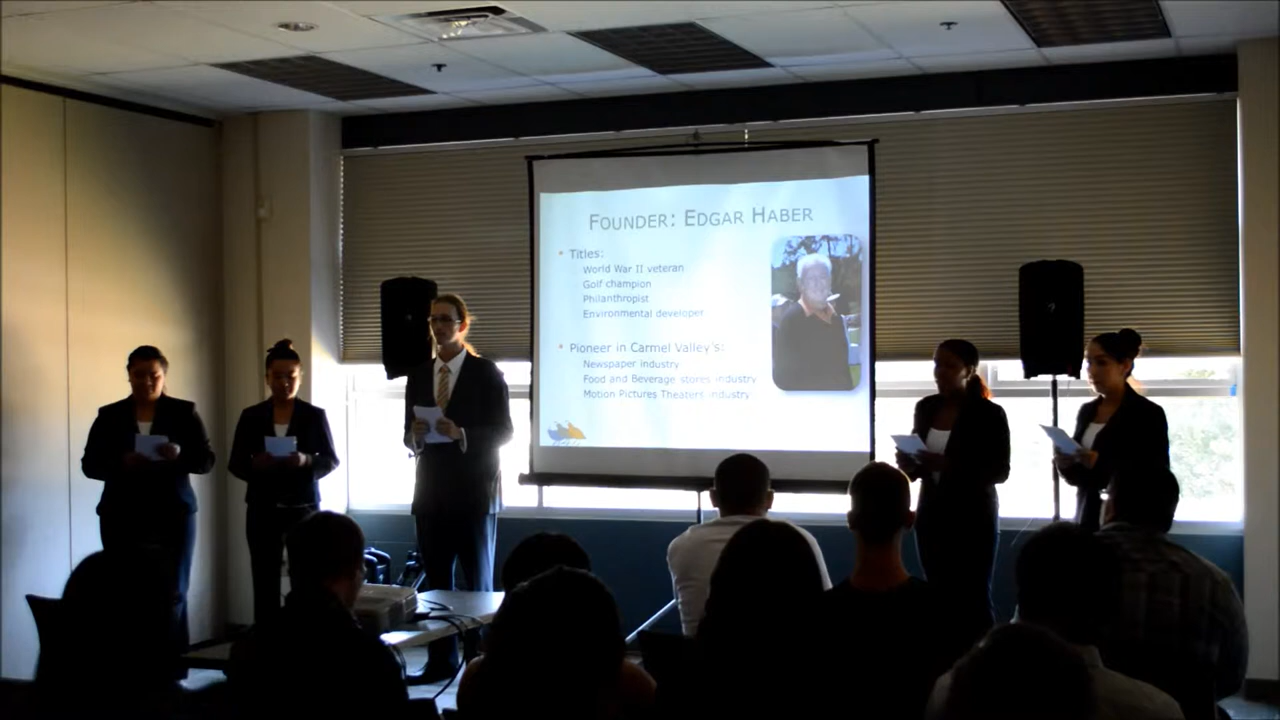 FOUNDER: EDGAR HABER
• Titles:
World War II veteran
Golf champion
Philanthropist
Environmental developer
• Pioneer in Carmel Valley's:
Newspaper industry
Food and Beverage stores industry
Motion Pictures Theaters industry